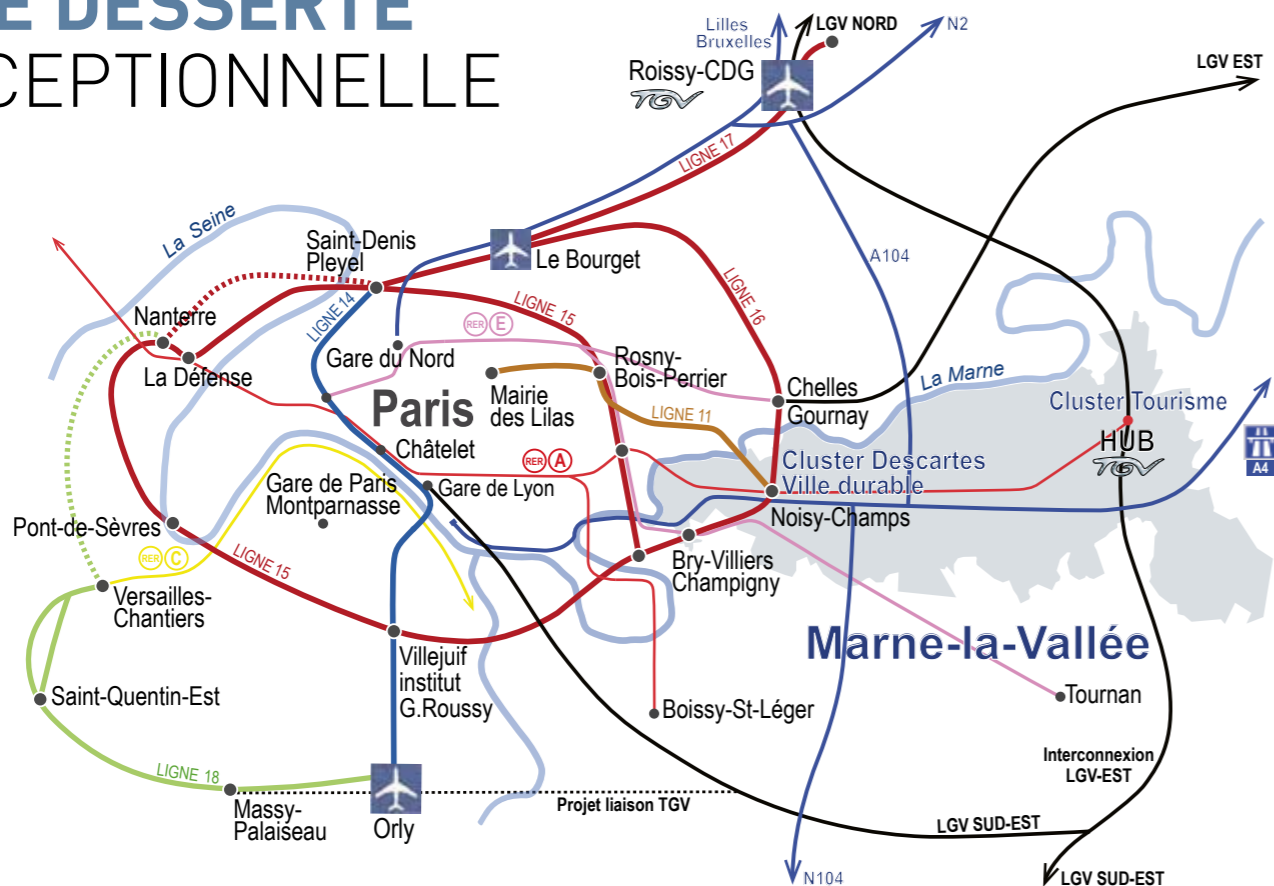 E DESSERTE
CEPTIONNELLE
Lilles
Bruxelles
LGV NORD
N2
Roissy-CDG
TGV
LGV EST
LIGNE 17
La Seine
Saint-Denis
Pleyel
Le Bourget
A104
LIGNE 16
LIGNE 14
LIGNE 15
Nanterre
RER E
Gare du Nord
Rosny-
Bois-Perrier
La Défense
La Marne
Chelles
Gournay
Paris
Mairie
des Lilas
LIGNE 11
Cluster Tourisme
HUB
TGV
A4
Châtelet
RER A
Cluster Descartes
Ville durable
Gare de Paris
Montparnasse
Gare de Lyon
Noisy-Champs
Pont-de-Sèvres
RER C
LIGNE 15
Bry-Villiers
Champigny
Versailles-
Chantiers
Marne-la-Vallée
Villejuif
institut
G.Roussy
Saint-Quentin-Est
Boissy-St-Léger
Tournan
Interconnexion
LGV-EST
LIGNE 18
Massy-
Palaiseau
Orly
Projet liaison TGV
LGV SUD-EST
N104
LGV SUD-EST